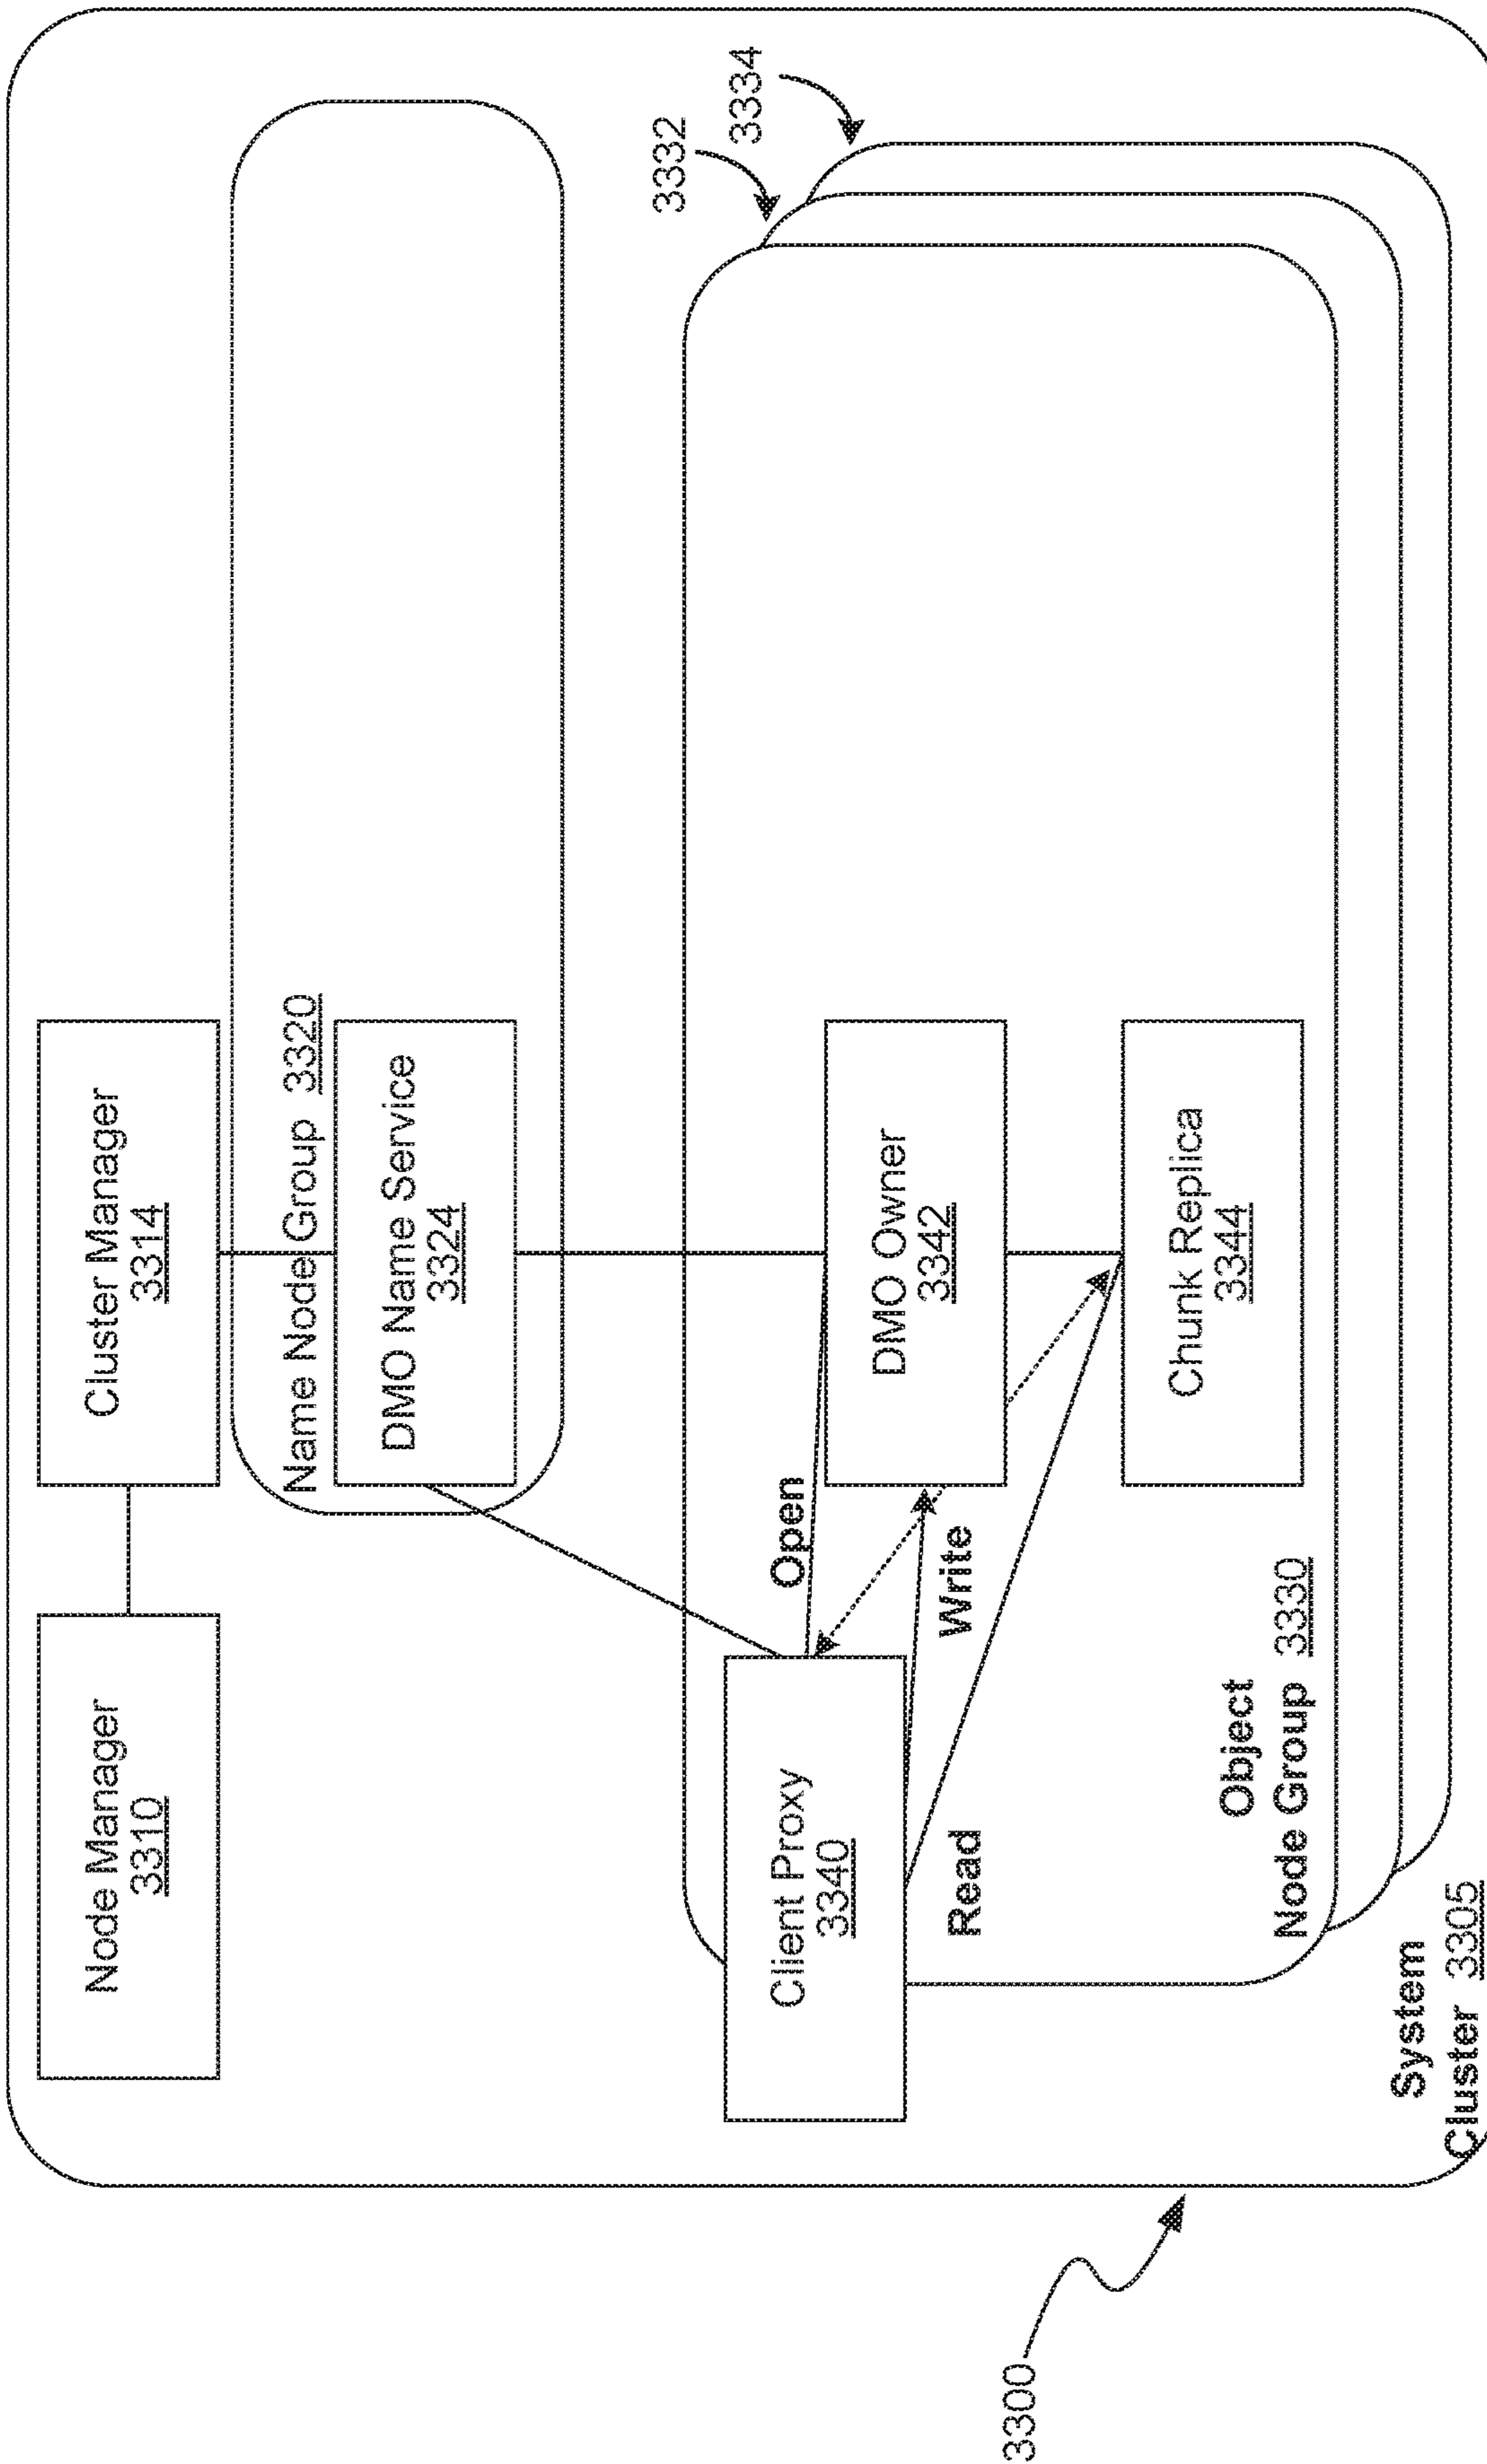 Node Manager
3310
Cluster Manager
3314
Name Node Group 3320
DMO Name Service
3324
3332
3334
Client Proxy
3340
Open
DMO Owner
3342
Write
Read
Chunk Replica
3344
Object
Node Group 3330
System
Cluster 3305
3300